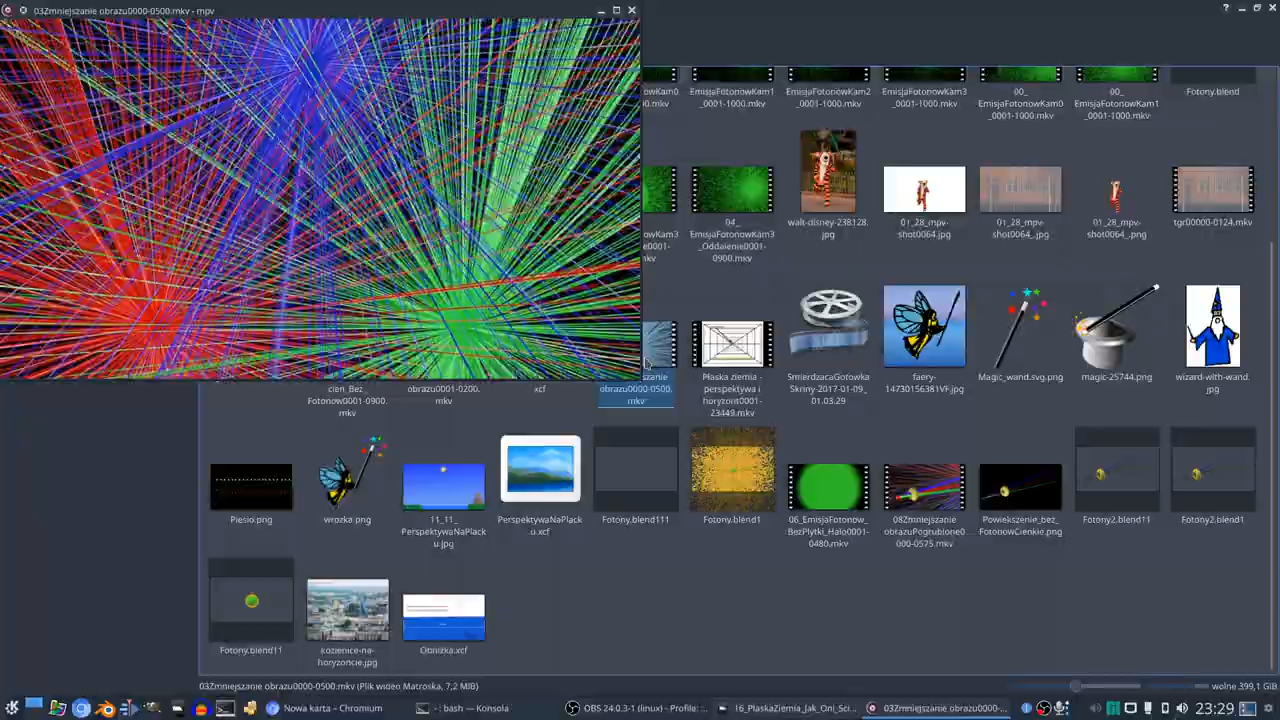 03Zmniejszanie obrazu0000-0500.mkv - mpv
EmisjaFotonowKam1
_0001-1000.mkv
EmisjaFotonowKam2
_0001-1000.mkv
EmisjaFotonowKam3
_0001-1000.mkv
00_
EmisjaFotonowKam0
_0001-1000.mkv
00_
EmisjaFotonowKam1
_0001-1000.mkv
Fotony.blend
04_
EmisjaFotonowKam3
_Oddalenie0001-
0900.mkv
walt-disney-238128.
jpg
01_28_mpv-
shot0064.jpg
01_28_mpv-
shot0064_.jpg
01_28_mpv-
shot0064_.png
tgr00000-0124.mkv
cien_Bez_
Fotonow0001-0900.
mkv
obrazu0001-0200.
mkv
xcf
szanie
obrazu0000-0500.
mkv
Płaska ziemia -
perspektywa i
horyzont0001-
23449.mkv
SmierdzacaGotowka
Skriny-2017-01-09_
01.03.29
faery-
14730156381VF.jpg
Magic_wand.svg.png
magic-25744.png
wizard-with-wand.
jpg
Piesio.png
wrozka.png
11_11_
PerspektywaNaPlack
u.jpg
PerspektywaNaPlack
u.xcf
Fotony.blend111
Fotony.blend1
06_EmisjaFotonow_
BezPlytki_Halo0001-
0480.mkv
08Zmniejszanie
obrazuPogrubione0
000-0575.mkv
Powiekszenie_bez_
FotonowCienkie.png
Fotony2.blend11
Fotony2.blend1
Fotony.blend11
kozienice-na-
horyzoncie.jpg
Obnizka.xcf
03Zmniejszanie obrazu0000-0500.mkv (Plik wideo Matroska, 7,2 MiB)
wolne 399,1 GiB
Nowa karta - Chromium
- : bash — Konsola
OBS 24.0.3-1 (linux) - Profile: ...
16_PlaskaZiemia_Jak_Oni_Sci...
03Zmniejszanie obrazu0000-...
23:29